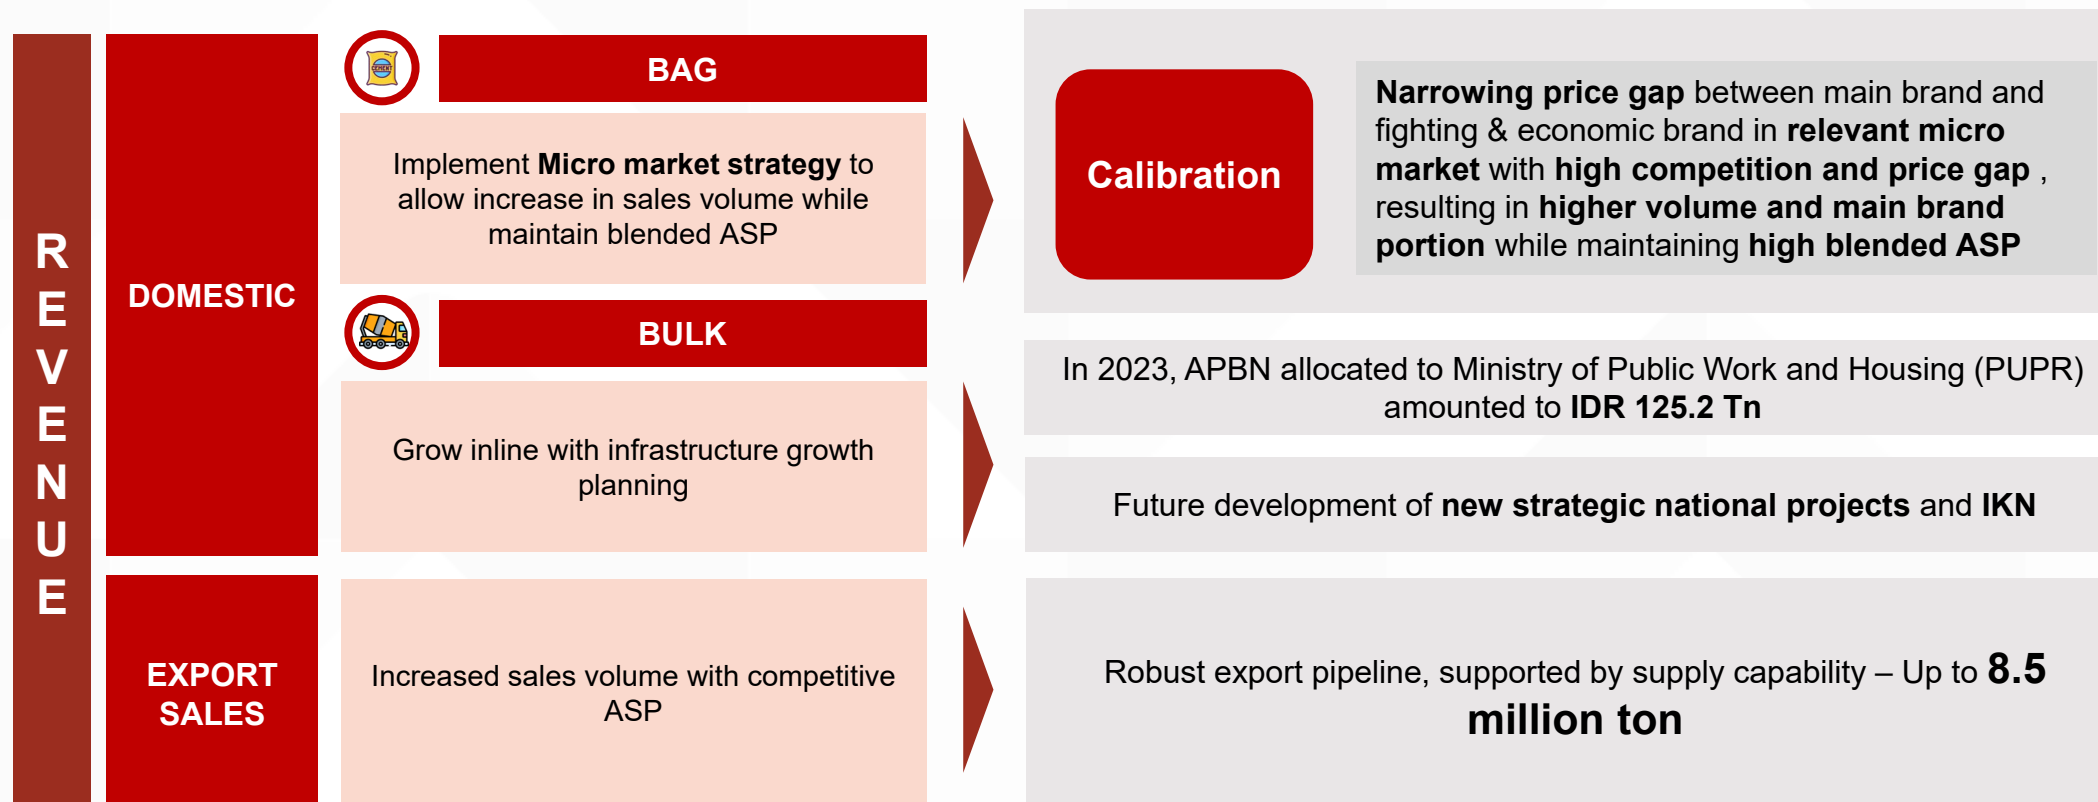 REVENUE
DOMESTIC
CEMENT
BAG
Implement Micro market strategy to
allow increase in sales volume while
maintain blended ASP
Calibration
Narrowing price gap between main brand and
fighting & economic brand in relevant micro
market with high competition and price gap ,
resulting in higher volume and main brand
portion while maintaining high blended ASP
BULK
Grow inline with infrastructure growth
planning
In 2023, APBN allocated to Ministry of Public Work and Housing (PUPR)
amounted to IDR 125.2 Tn
Future development of new strategic national projects and IKN
EXPORT
SALES
Increased sales volume with competitive
ASP
Robust export pipeline, supported by supply capability – Up to 8.5
million ton